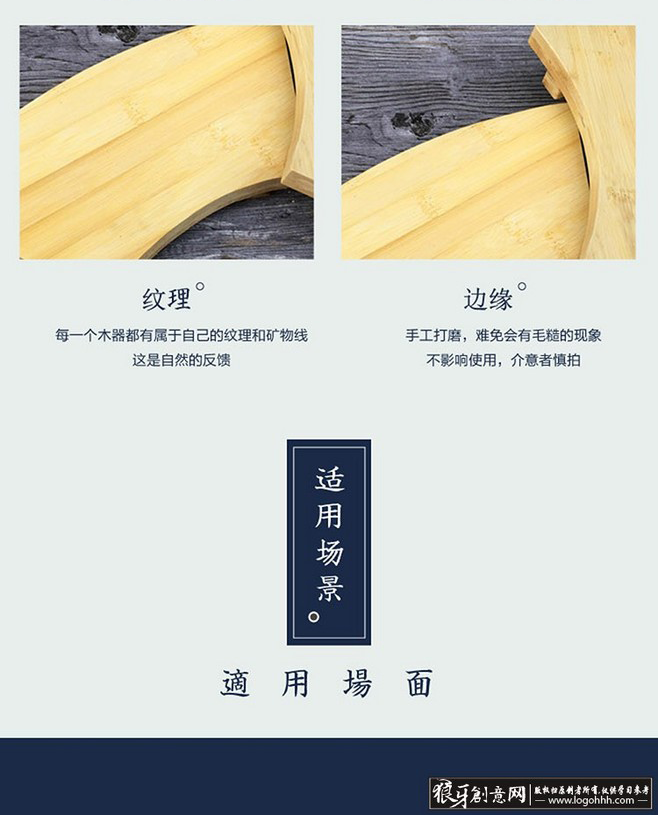 纹理
每一个木器都有属于自己的纹理和矿物线
这是自然的反馈
边缘
手工打磨，难免会有毛糙的现象
不影响使用，介意者慎拍
适用场景
適用場面
狼牙創意网
版权归原创者所有,仅供学习参考
www.logohhh.com